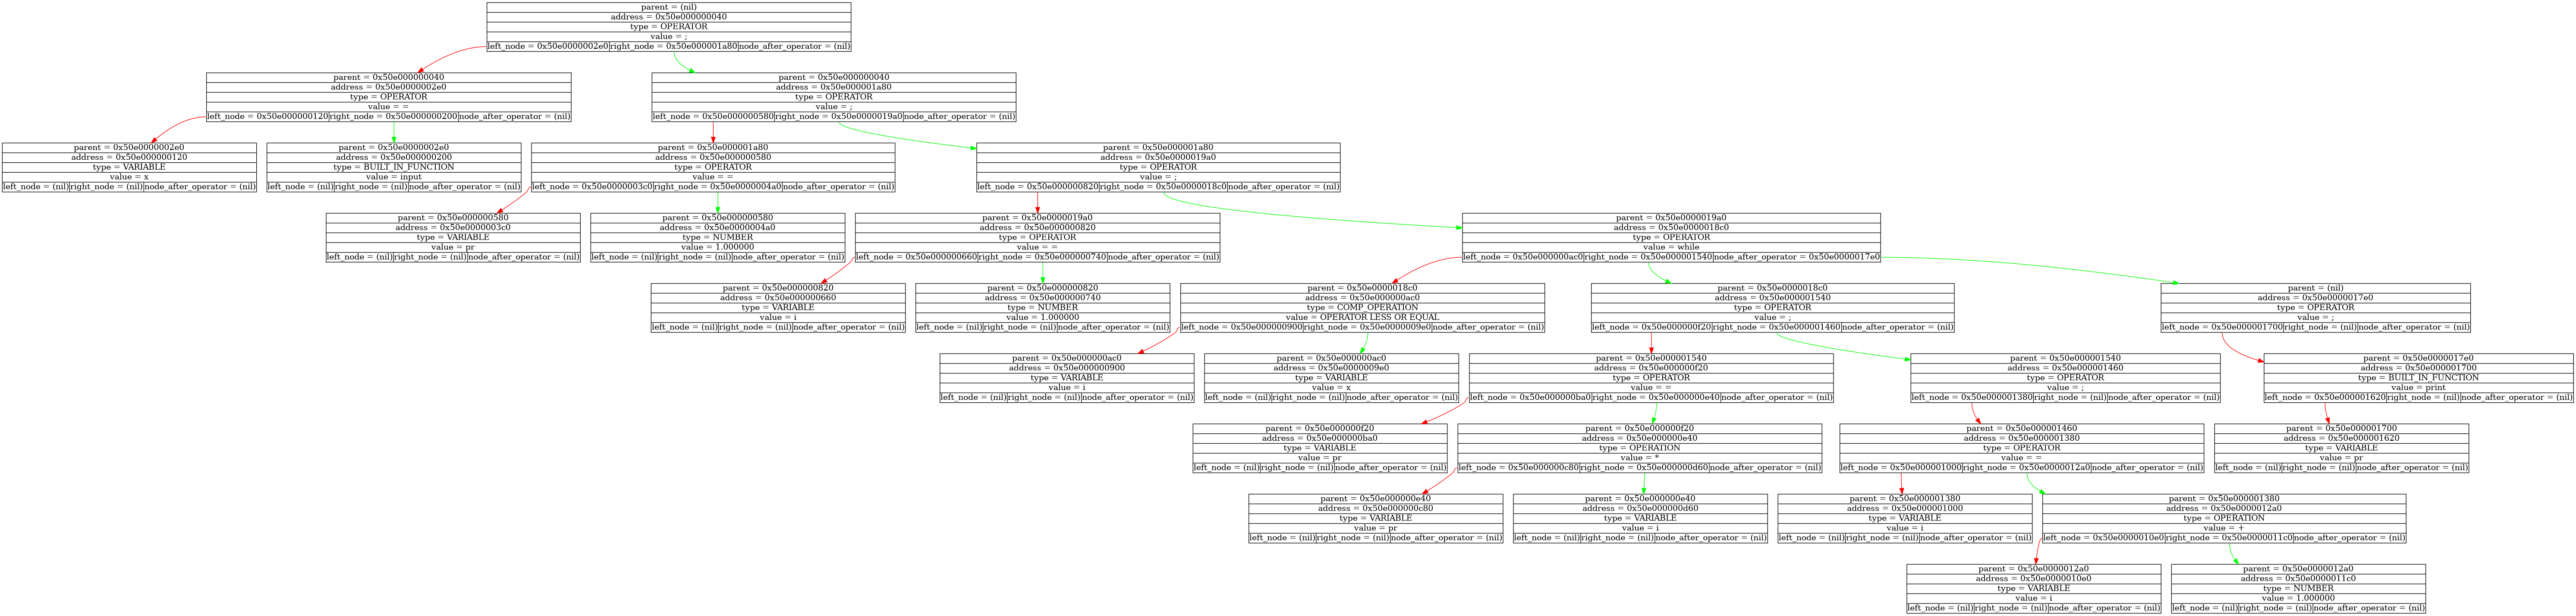 parent = (nil)
address = 0x50e000000040
type = OPERATOR
value = ;
left_node = 0x50e0000002e0 right_node = 0x50e000001a80 node_after_operator = (nil)
parent = 0x50e000000040
address = 0x50e0000002e0
type = OPERATOR
value = =
left_node = 0x50e000000120 right_node = 0x50e000000200 node_after_operator = (nil)
parent = 0x50e000000040
address = 0x50e000001a80
type = OPERATOR
value = ;
left_node = 0x50e000000580 right_node = 0x50e0000019a0 node_after_operator = (nil)
parent = 0x50e0000002e0
address = 0x50e000000120
type = VARIABLE
value = x
left_node = (nil) right_node = (nil) node_after_operator = (nil)
parent = 0x50e0000002e0
address = 0x50e000000200
type = BUILT_IN_FUNCTION
value = input
left_node = (nil) right_node = (nil) node_after_operator = (nil)
parent = 0x50e000001a80
address = 0x50e000000580
type = OPERATOR
value = =
left_node = 0x50e0000003c0 right_node = 0x50e0000004a0 node_after_operator = (nil)
parent = 0x50e000001a80
address = 0x50e0000019a0
type = OPERATOR
value = ;
left_node = 0x50e000000820 right_node = 0x50e0000018c0 node_after_operator = (nil)
parent = 0x50e000000580
address = 0x50e0000003c0
type = VARIABLE
value = pr
left_node = (nil) right_node = (nil) node_after_operator = (nil)
parent = 0x50e000000580
address = 0x50e0000004a0
type = NUMBER
value = 1.000000
left_node = (nil) right_node = (nil) node_after_operator = (nil)
parent = 0x50e0000019a0
address = 0x50e000000820
type = OPERATOR
value = =
left_node = 0x50e000000660 right_node = 0x50e000000740 node_after_operator = (nil)
parent = 0x50e0000019a0
address = 0x50e0000018c0
type = OPERATOR
value = while
left_node = 0x50e000000ac0 right_node = 0x50e000001540 node_after_operator = 0x50e0000017e0
parent = 0x50e000000820
address = 0x50e000000660
type = VARIABLE
value = i
left_node = (nil) right_node = (nil) node_after_operator = (nil)
parent = 0x50e000000820
address = 0x50e000000740
type = NUMBER
value = 1.000000
left_node = (nil) right_node = (nil) node_after_operator = (nil)
parent = 0x50e0000018c0
address = 0x50e000000ac0
type = COMP_OPERATION
value = OPERATOR LESS OR EQUAL
left_node = 0x50e000000900 right_node = 0x50e0000009e0 node_after_operator = (nil)
parent = 0x50e0000018c0
address = 0x50e000001540
type = OPERATOR
value = ;
left_node = 0x50e000000f20 right_node = 0x50e000001460 node_after_operator = (nil)
parent = (nil)
address = 0x50e0000017e0
type = OPERATOR
value = ;
left_node = 0x50e000001700 right_node = (nil) node_after_operator = (nil)
parent = 0x50e000000ac0
address = 0x50e000000900
type = VARIABLE
value = i
left_node = (nil) right_node = (nil) node_after_operator = (nil)
parent = 0x50e000000ac0
address = 0x50e0000009e0
type = VARIABLE
value = x
left_node = (nil) right_node = (nil) node_after_operator = (nil)
parent = 0x50e000001540
address = 0x50e000000f20
type = OPERATOR
value = =
left_node = 0x50e000000ba0 right_node = 0x50e000000e40 node_after_operator = (nil)
parent = 0x50e000001540
address = 0x50e000001460
type = OPERATOR
value = ;
left_node = 0x50e000001380 right_node = (nil) node_after_operator = (nil)
parent = 0x50e0000017e0
address = 0x50e000001700
type = BUILT_IN_FUNCTION
value = print
left_node = 0x50e000001620 right_node = (nil) node_after_operator = (nil)
parent = 0x50e000000f20
address = 0x50e000000ba0
type = VARIABLE
value = pr
left_node = (nil) right_node = (nil) node_after_operator = (nil)
parent = 0x50e000000f20
address = 0x50e000000e40
type = OPERATION
value = *
left_node = 0x50e000000c80 right_node = 0x50e000000d60 node_after_operator = (nil)
parent = 0x50e000001460
address = 0x50e000001380
type = OPERATOR
value = =
left_node = 0x50e000001000 right_node = 0x50e0000012a0 node_after_operator = (nil)
parent = 0x50e000001700
address = 0x50e000001620
type = VARIABLE
value = pr
left_node = (nil) right_node = (nil) node_after_operator = (nil)
parent = 0x50e000000e40
address = 0x50e000000c80
type = VARIABLE
value = pr
left_node = (nil) right_node = (nil) node_after_operator = (nil)
parent = 0x50e000000e40
address = 0x50e000000d60
type = VARIABLE
value = i
left_node = (nil) right_node = (nil) node_after_operator = (nil)
parent = 0x50e000001380
address = 0x50e000001000
type = VARIABLE
value = i
left_node = (nil) right_node = (nil) node_after_operator = (nil)
parent = 0x50e000001380
address = 0x50e0000012a0
type = OPERATION
value = +
left_node = 0x50e0000010e0 right_node = 0x50e0000011c0 node_after_operator = (nil)
parent = 0x50e0000012a0
address = 0x50e0000010e0
type = VARIABLE
value = i
left_node = (nil) right_node = (nil) node_after_operator = (nil)
parent = 0x50e0000012a0
address = 0x50e0000011c0
type = NUMBER
value = 1.000000
left_node = (nil) right_node = (nil) node_after_operator = (nil)